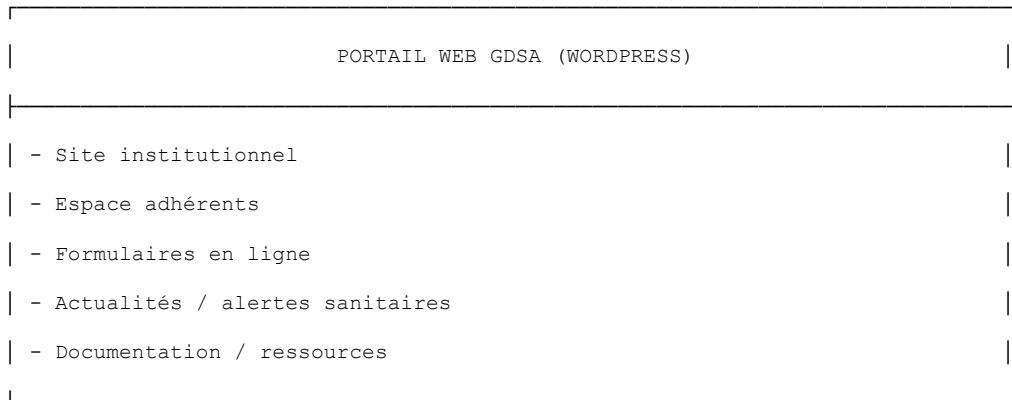 PORTAIL WEB GDSA (WORDPRESS)
- Site institutionnel
- Espace adhérents
- Formulaires en ligne
- Actualités / alertes sanitaires
- Documentation / ressources